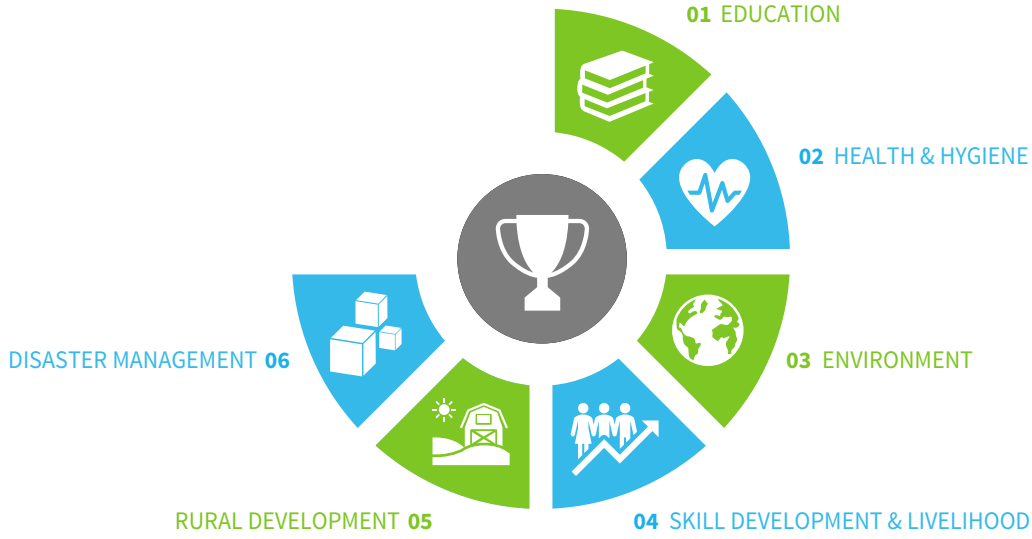 01 EDUCATION
02 HEALTH & HYGIENE
03 ENVIRONMENT
04 SKILL DEVELOPMENT & LIVELIHOOD
RURAL DEVELOPMENT 05
DISASTER MANAGEMENT 06